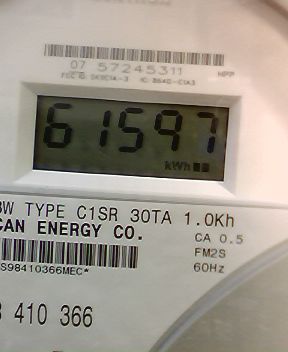 07 57245311
HPP
61597
kWh
W TYPE C1SR 30TA 1.0Kh
CAN ENERGY CO.
CA 0.5
FM2S
60Hz
S98410366MEC*
410 366